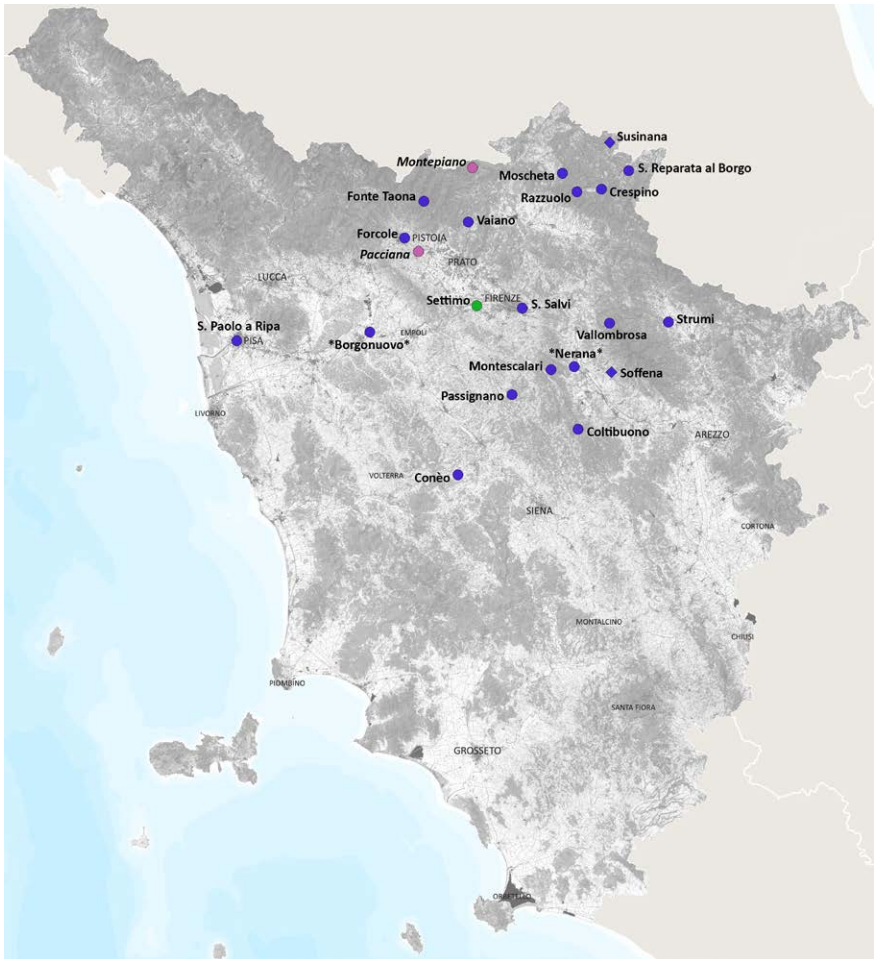 Susinana
Montepiano
S. Reparata al Borgo
Moscheta
Crespino
Razzuolo
Fonte Taona
Vaiano
Forcole
PISTOIA
Pacciana
PRATO
LUCCA
Settimo
FIRENZE
S. Salvi
S. Paolo a Ripa
PISA
*Borgonuovo*
EMPOLI
Vallombrosa
Strumi
*Nerana*
Montescalari
Soffena
Passignano
LIVORNO
Coltibuono
AREZZO
VOLTERRA
Conèo
SIENA
CORTONA
MONTALCINO
CHIUSI
PIOMBINO
SANTA FIORA
GROSSETO
ORBETELLO